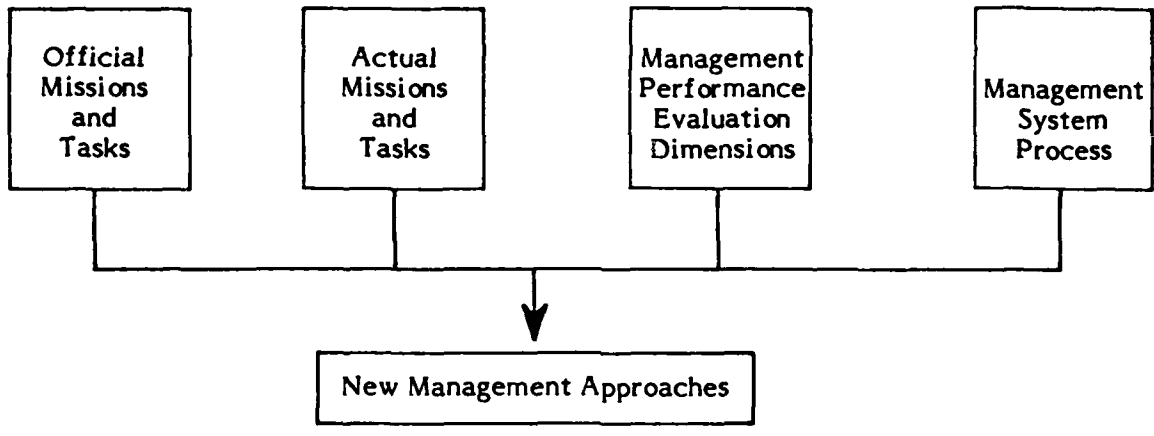 Official
Missions
and
Tasks
Actual
Missions
and
Tasks
Management
Performance
Evaluation
Dimensions
Management
System
Process
New Management Approaches